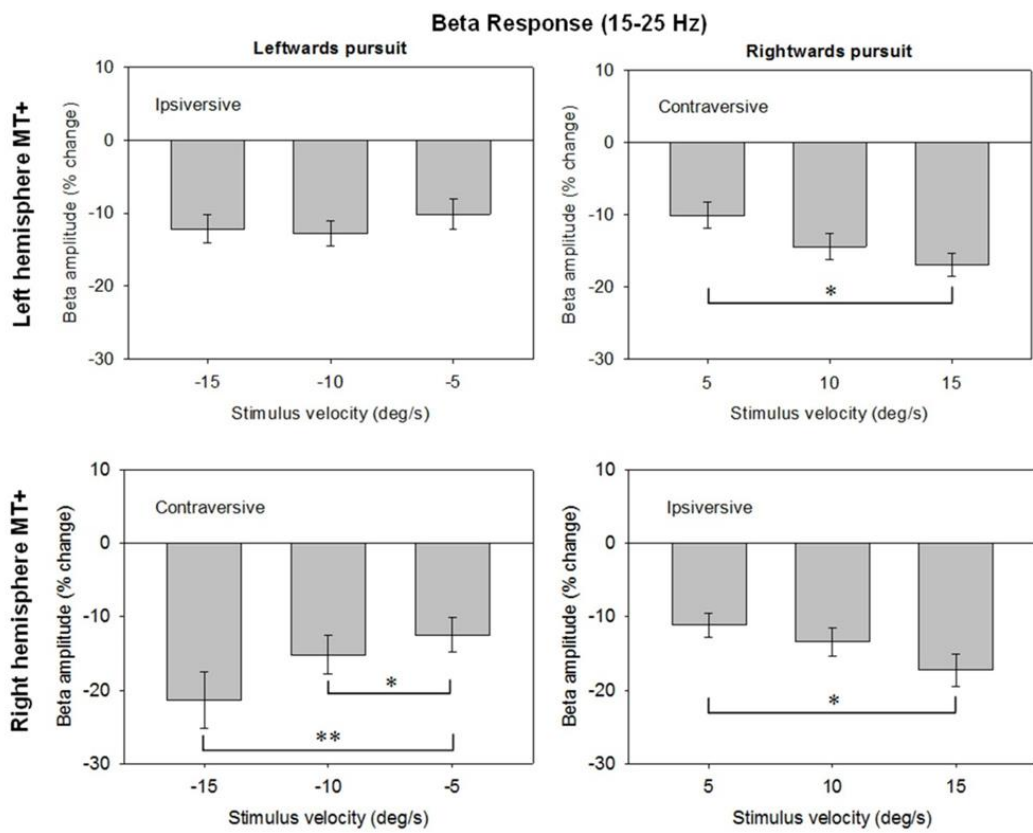 Beta Response (15-25 Hz)
Leftwards pursuit
Rightwards pursuit
Left hemisphere MT+
Beta amplitude (% change)
10
0
-10
-20
-30
Ipsiversive
-15 -10 -5
Stimulus velocity (deg/s)
Beta amplitude (% change)
10
0
-10
-20
-30
Contraversive
*
5 10 15
Stimulus velocity (deg/s)
Right hemisphere MT+
Beta amplitude (% change)
10
0
-10
-20
-30
Contraversive
*
**
-15 -10 -5
Stimulus velocity (deg/s)
Beta amplitude (% change)
10
0
-10
-20
-30
Ipsiversive
*
5 10 15
Stimulus velocity (deg/s)